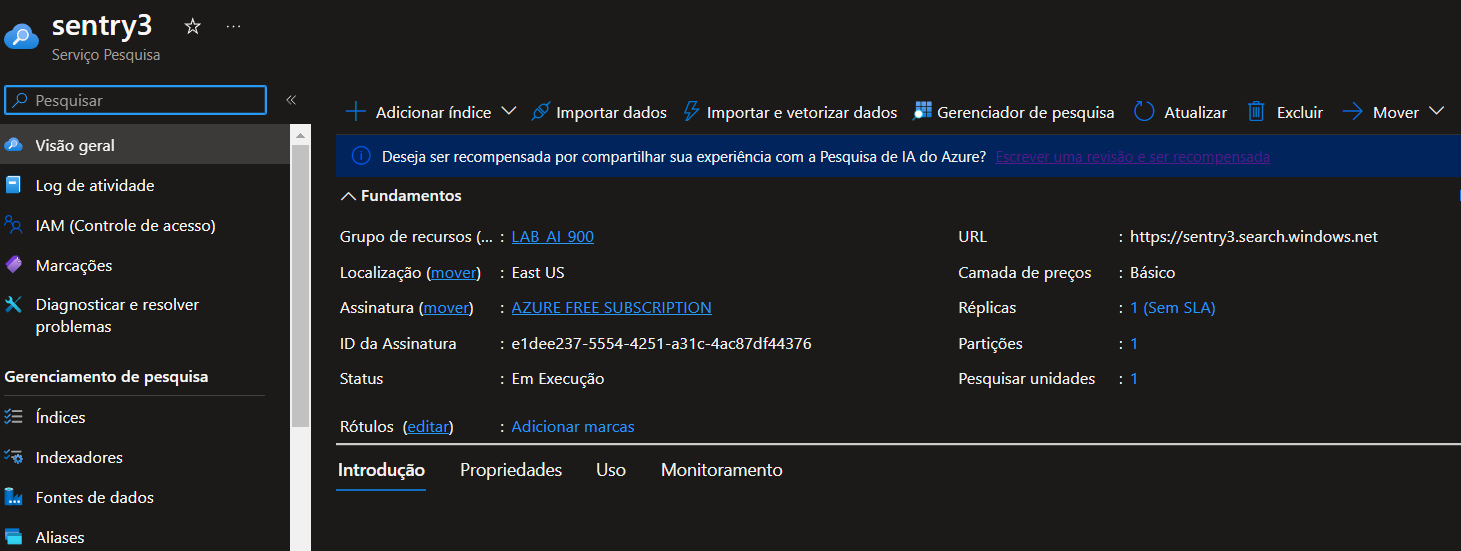 sentry3
Serviço Pesquisa
Pesquisar
Visão geral
Log de atividade
IAM (Controle de acesso)
Marcações
Diagnosticar e resolver
problemas
Gerenciamento de pesquisa
Índices
Indexadores
Fontes de dados
Aliases
Adicionar índice Importar dados Importar e vetorizar dados Gerenciador de pesquisa Atualizar Excluir Mover
Deseja ser recompensada por compartilhar sua experiência com a Pesquisa de IA do Azure? Escrever uma revisão e ser recompensada
Fundamentos
Grupo de recursos (... : LAB_AI_900
Localização (mover) : East US
Assinatura (mover) : AZURE FREE SUBSCRIPTION
ID da Assinatura : e1dee237-5554-4251-a31c-4ac87df44376
Status : Em Execução
Rótulos (editar) : Adicionar marcas
URL : https://sentry3.search.windows.net
Camada de preços : Básico
Réplicas : 1 (Sem SLA)
Partições : 1
Pesquisar unidades : 1
Introdução Propriedades Uso Monitoramento